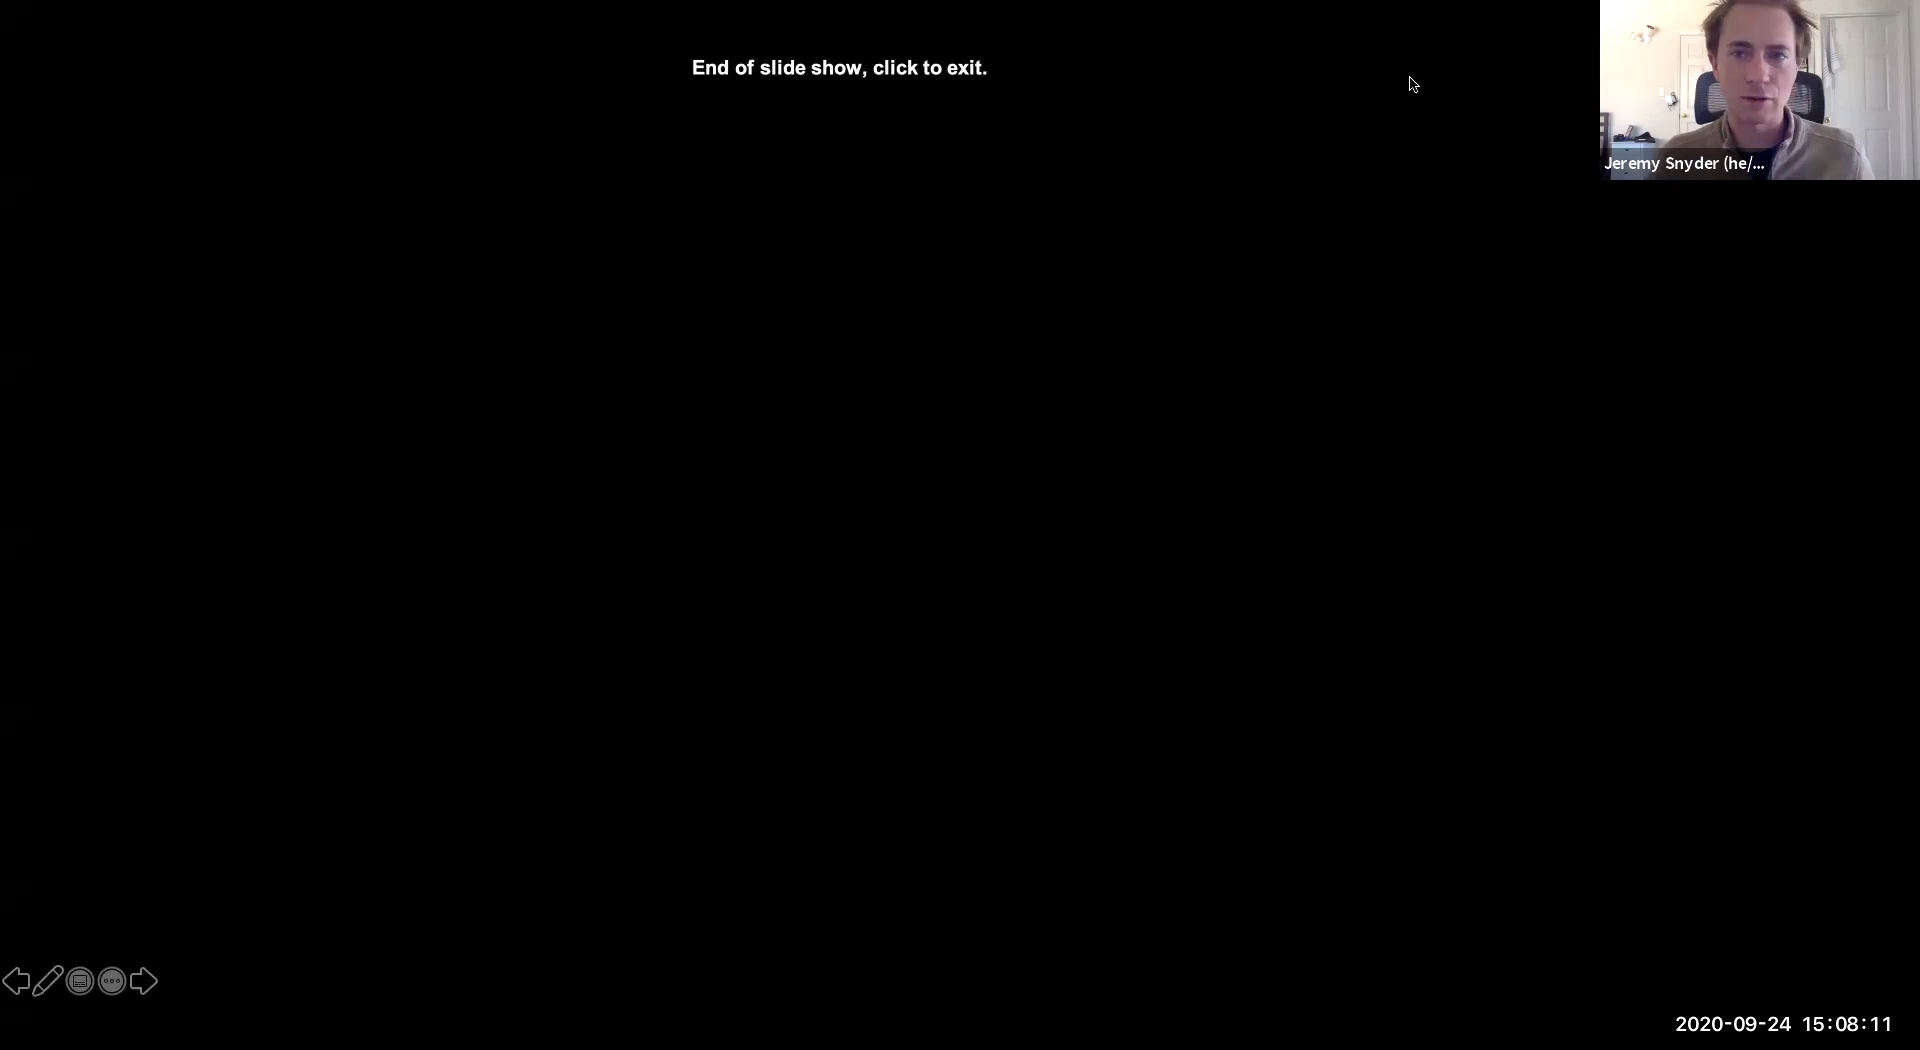 End of slide show, click to exit.
Jeremy Snyder (he/...
2020-09-24 15:08:11